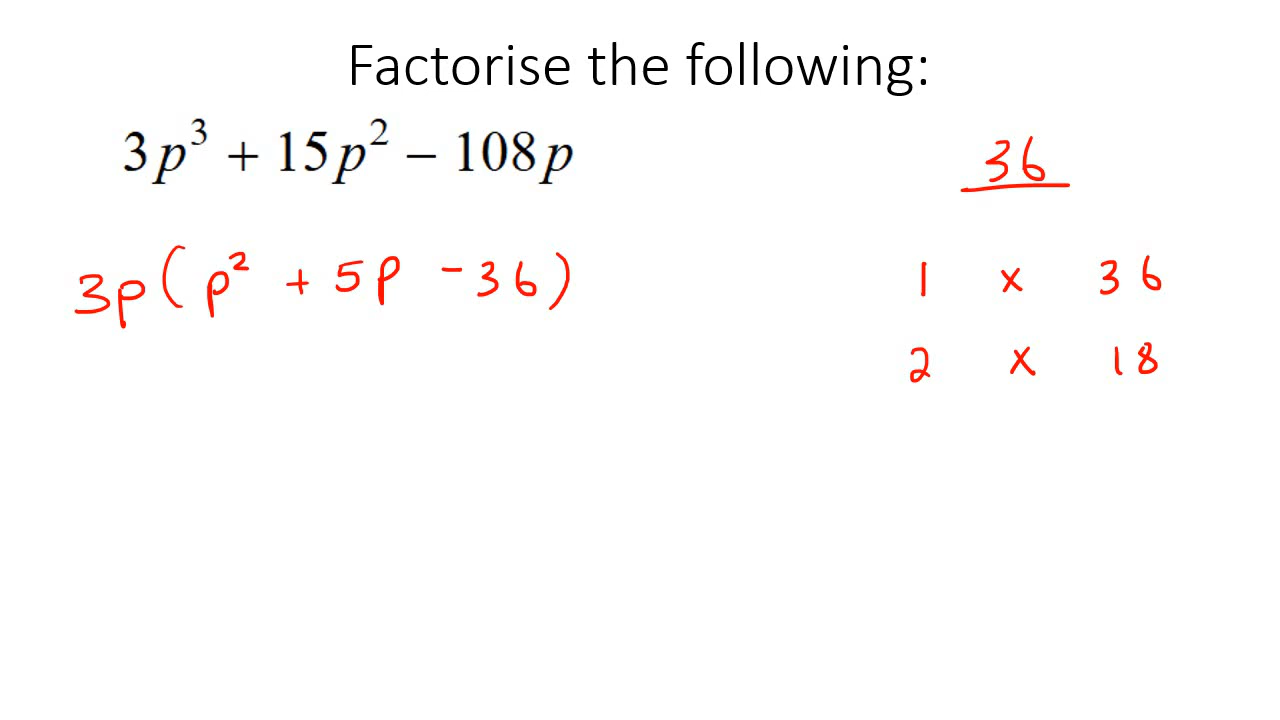 Factorise the following:
3p³ + 15p² − 108p
36
3p( p² + 5p - 36 )
1 x 36
2 x 18